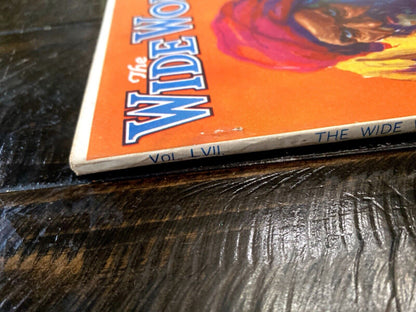 The
WIDE WO
VOL. LVII THE WIDE